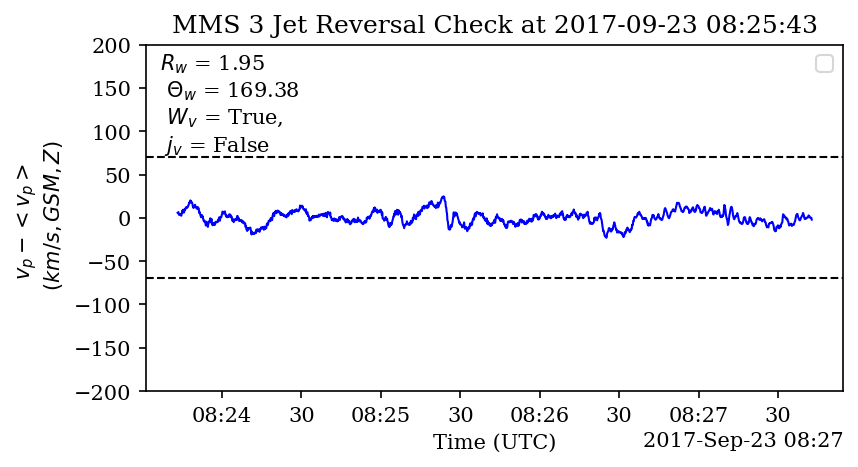 MMS 3 Jet Reversal Check at 2017-09-23 08:25:43
200
150
100
50
0
−50
−100
−150
−200
v_p − < v_p >
(km/s, GSM, Z)
R_w = 1.95
Θ_w = 169.38
W_v = True,
j_v = False
08:24 30 08:25 30 08:26 30 08:27 30
Time (UTC)
2017-Sep-23 08:27